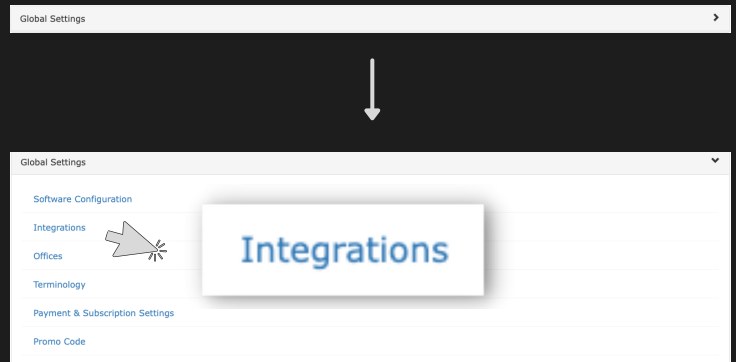 Global Settings
Global Settings
Software Configuration
Integrations
Integrations
Offices
Terminology
Payment & Subscription Settings
Promo Code